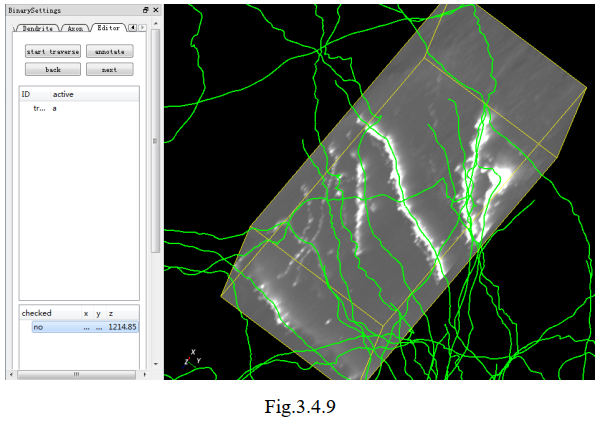 BinarySettings
Dendrite Axon Editor
start traverse annotate
back next
ID active
tr... a
checked x y z
no ... ... 1214.85
X
Z Y
Fig.3.4.9